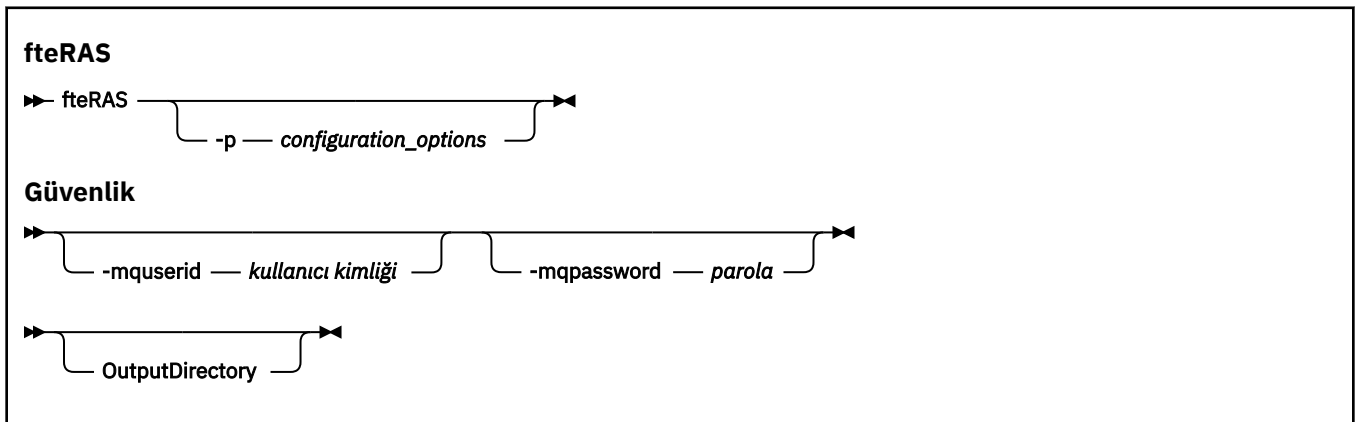 fteRAS
fteRAS
-p configuration_options
Güvenlik
-mquserid kullanıcı kimliği -mqpassword parola
OutputDirectory